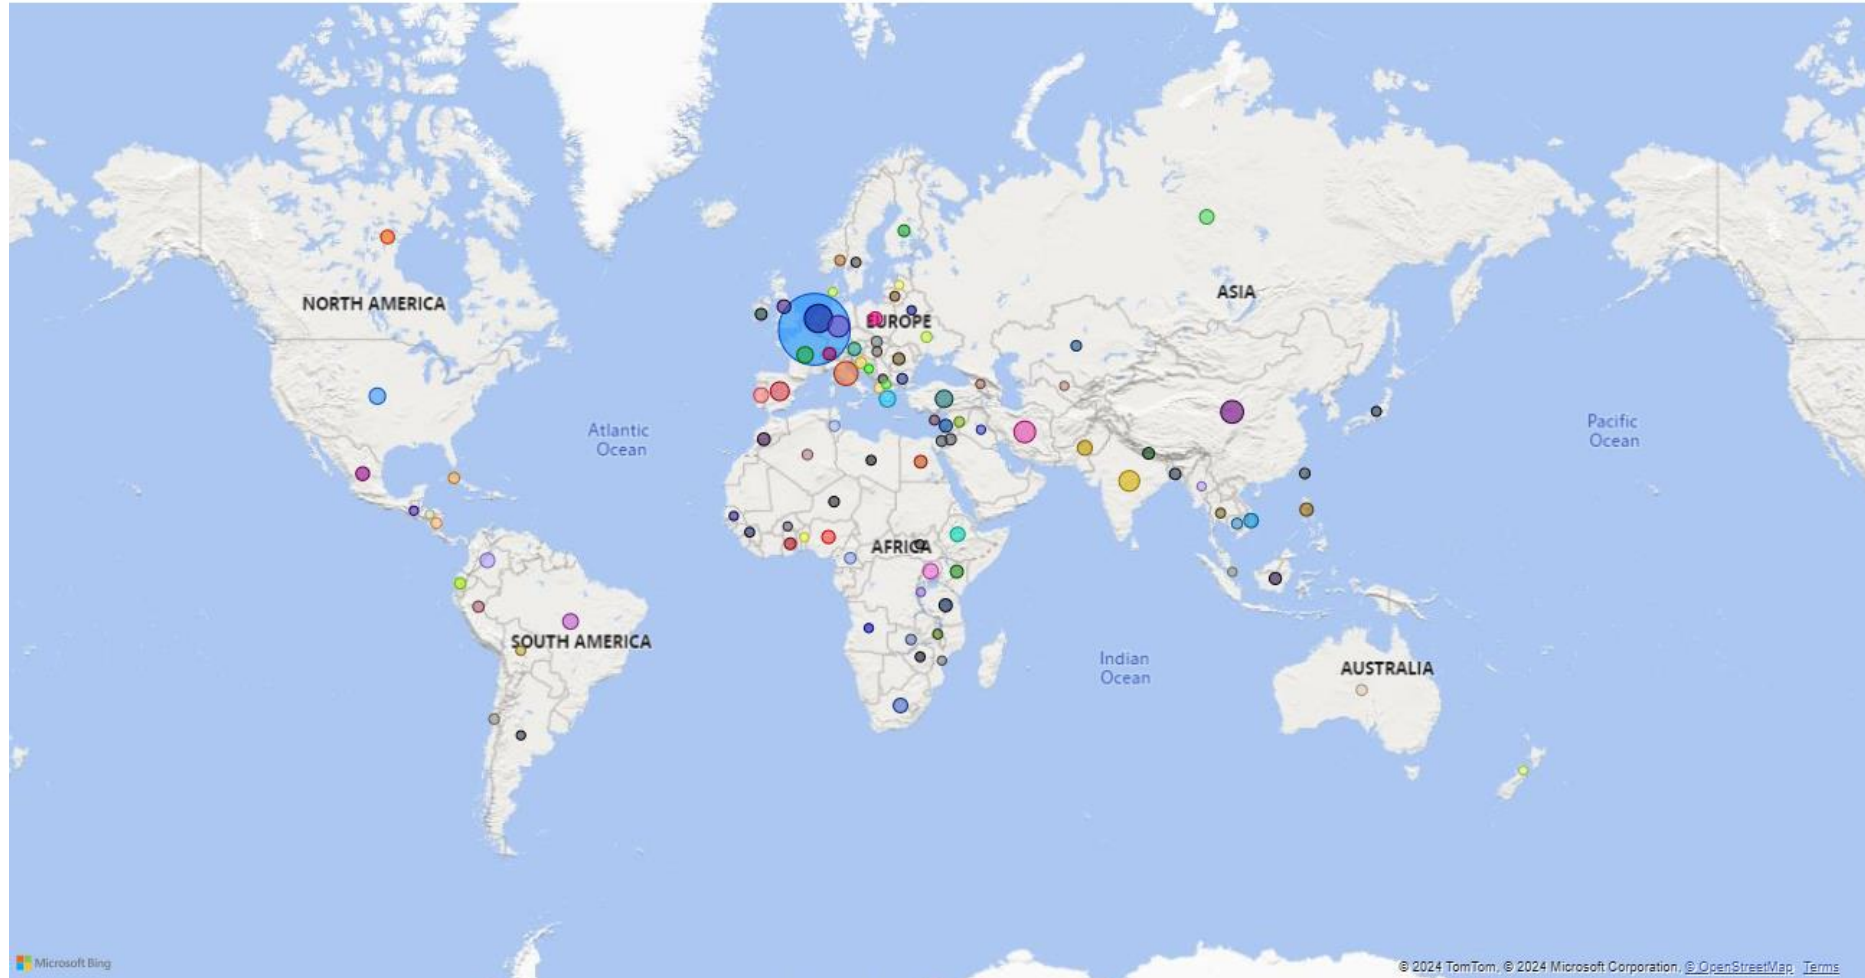 NORTH AMERICA
ASIA
EUROPE
Atlantic
Ocean
Pacific
Ocean
AFRICA
SOUTH AMERICA
Indian
Ocean
AUSTRALIA
Microsoft Bing
© 2024 TomTom, © 2024 Microsoft Corporation, © OpenStreetMap Terms